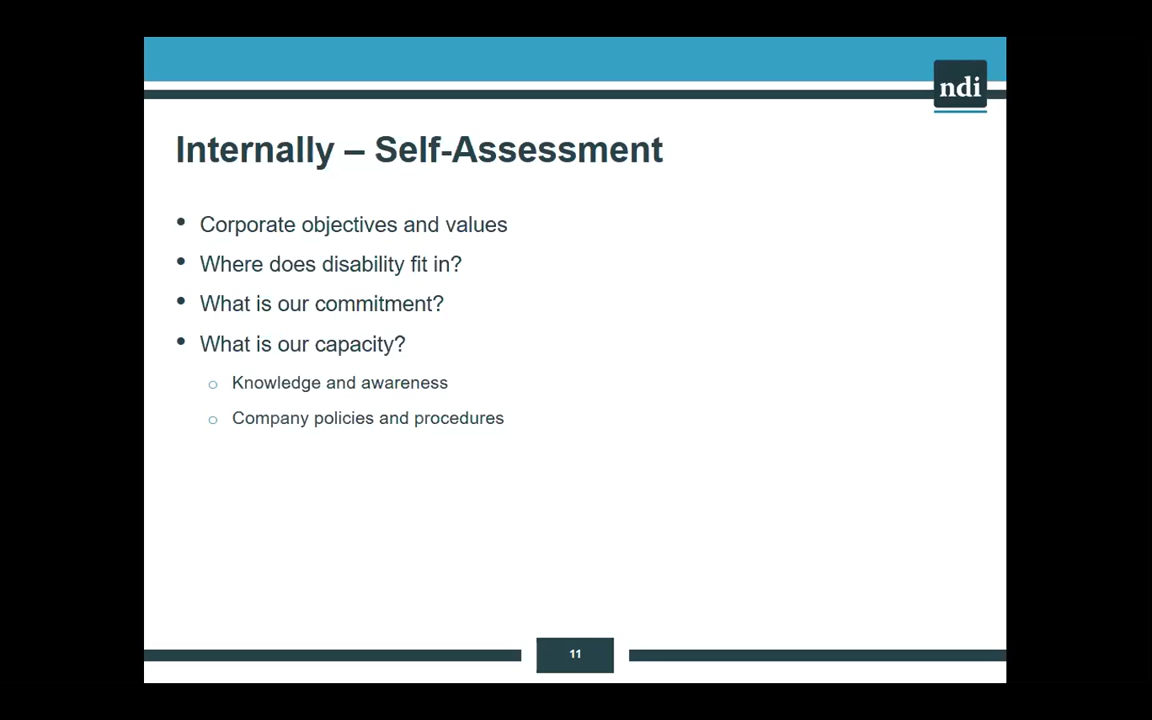 ndi
Internally – Self-Assessment
• Corporate objectives and values
• Where does disability fit in?
• What is our commitment?
• What is our capacity?
o Knowledge and awareness
o Company policies and procedures
11